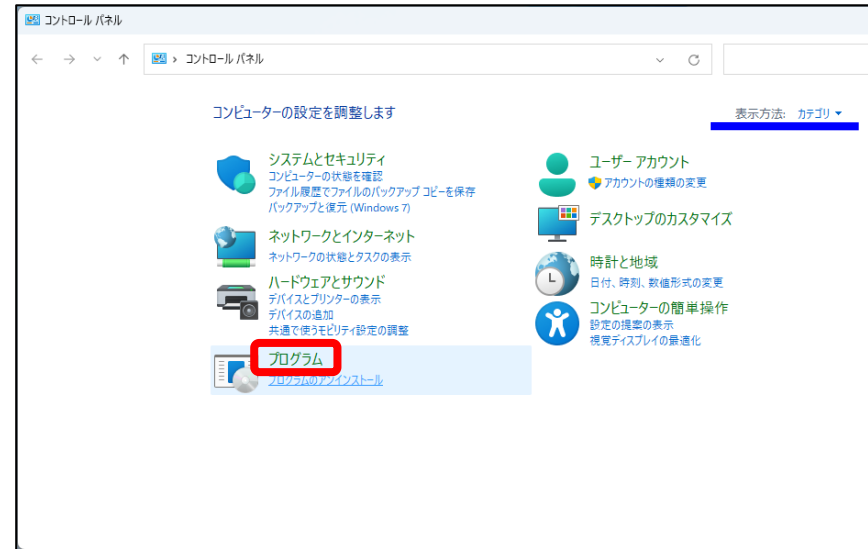 コントロール パネル
コントロール パネル
コンピューターの設定を調整します
表示方法: カテゴリ
システムとセキュリティ
コンピューターの状態を確認
ファイル履歴でファイルのバックアップ コピーを保存
バックアップと復元 (Windows 7)
ネットワークとインターネット
ネットワークの状態とタスクの表示
ハードウェアとサウンド
デバイスとプリンターの表示
デバイスの追加
共通で使うモビリティ設定の調整
プログラム
プログラムのアンインストール
ユーザー アカウント
アカウントの種類の変更
デスクトップのカスタマイズ
時計と地域
日付、時刻、数値形式の変更
コンピューターの簡単操作
設定の提案の表示
視覚ディスプレイの最適化